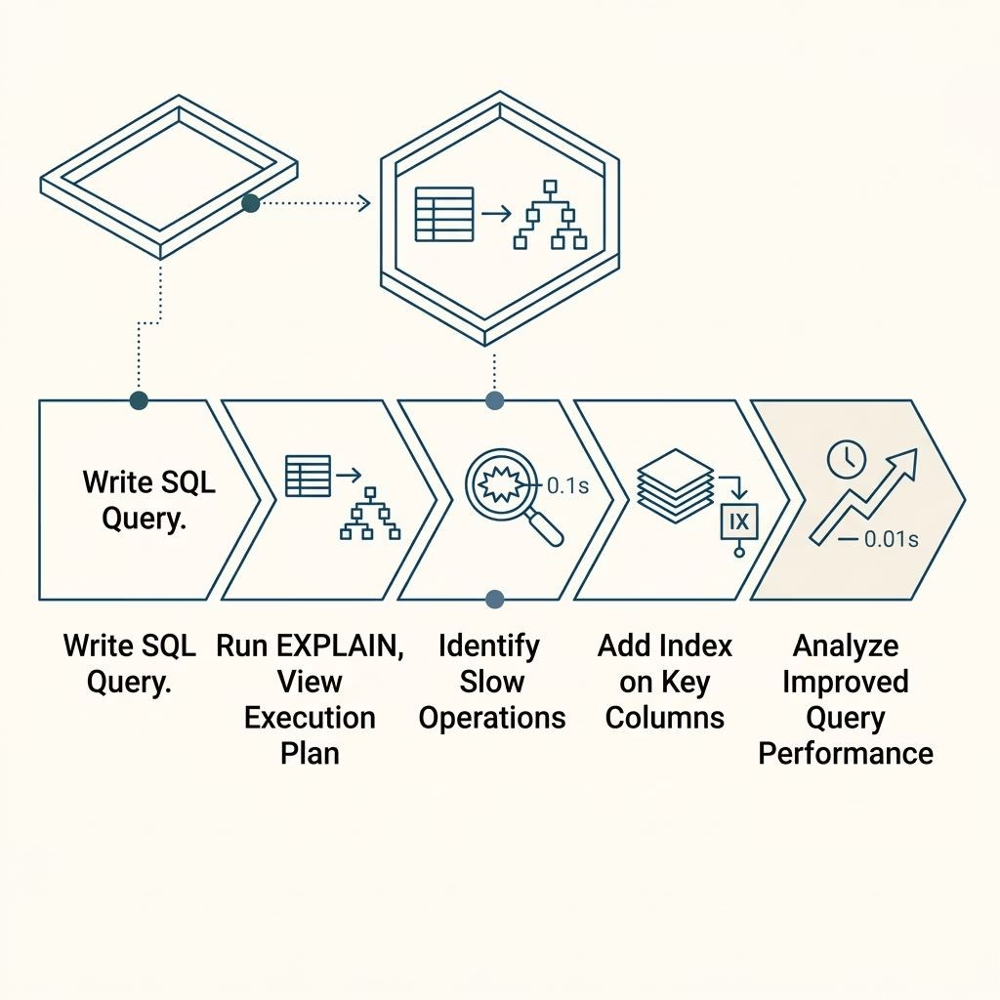 Write SQL
Query.
0.1s
IX
0.01s
Write SQL
Query.
Run EXPLAIN,
View
Execution
Plan
Identify
Slow
Operations
Add Index
on Key
Columns
Analyze
Improved
Query
Performance